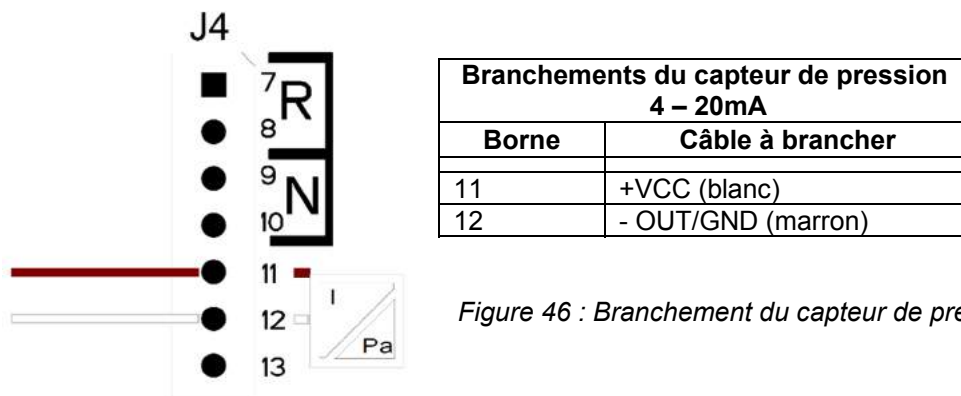 J4
7
R
8
9
N
10
11
12
13
I
Pa
Branchements du capteur de pression
4 – 20mA
Borne Câble à brancher
11 +VCC (blanc)
12 - OUT/GND (marron)
Figure 46 : Branchement du capteur de pre